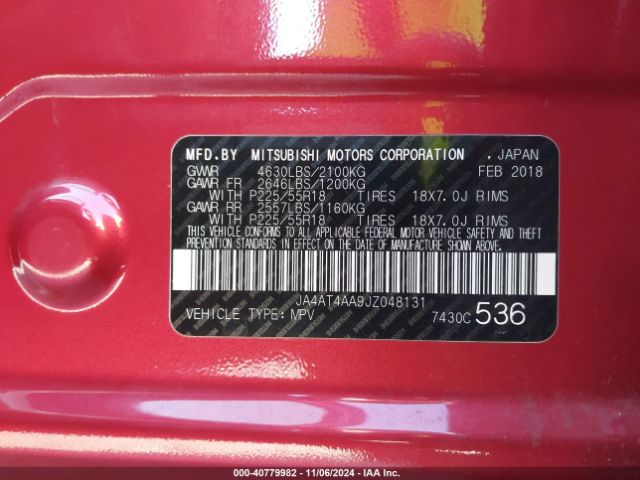 MFD.BY MITSUBISHI MOTORS CORPORATION , JAPAN
GVWR 4630LBS/2100KG FEB 2018
GAWR FR 2646LBS/1200KG
WITH P225/55R18 TIRES 18X7.0J RIMS
GAWR RR 2557LBS/1160KG
WITH P225/55R18 TIRES 18X7.0J RIMS
THIS VEHICLE CONFORMS TO ALL APPLICABLE FEDERAL MOTOR VEHICLE SAFETY, BUMPER
AND THEFT PREVENTION STANDARDS IN EFFECT ON THE DATE OF MANUFACTURE SHOWN ABOVE.
JA4AT4AA9JZ048131
VEHICLE TYPE: MPV 7430C 536
000-40779982 - 11/06/2024 - IAA Inc.